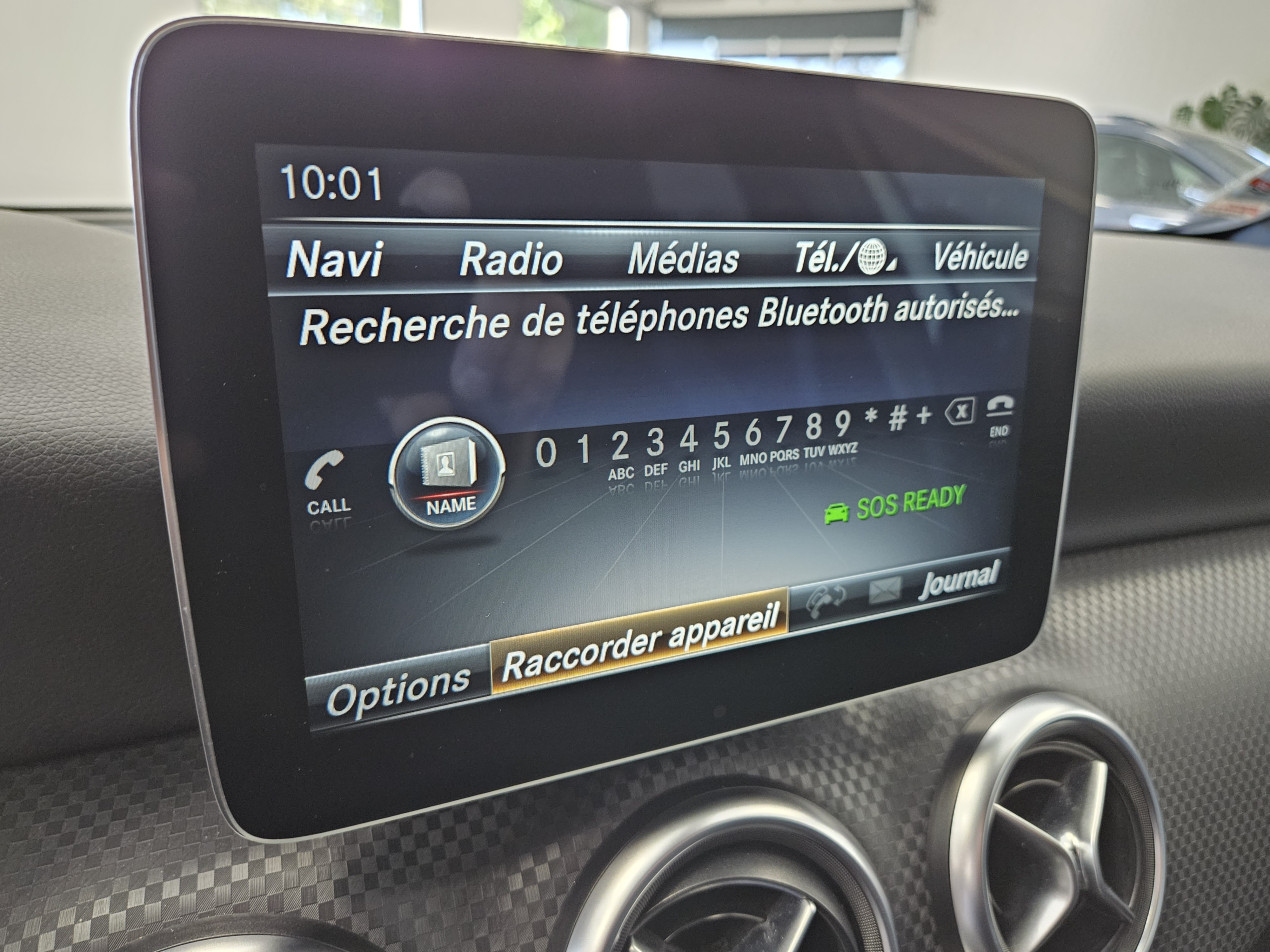 10:01
Navi Radio Médias Tél./ Véhicule
Recherche de téléphones Bluetooth autorisés...
0 1 2 3 4 5 6 7 8 9 * # +
ABC DEF GHI JKL MNO PQRS TUV WXYZ
CALL NAME END
SOS READY
Options Raccorder appareil Journal